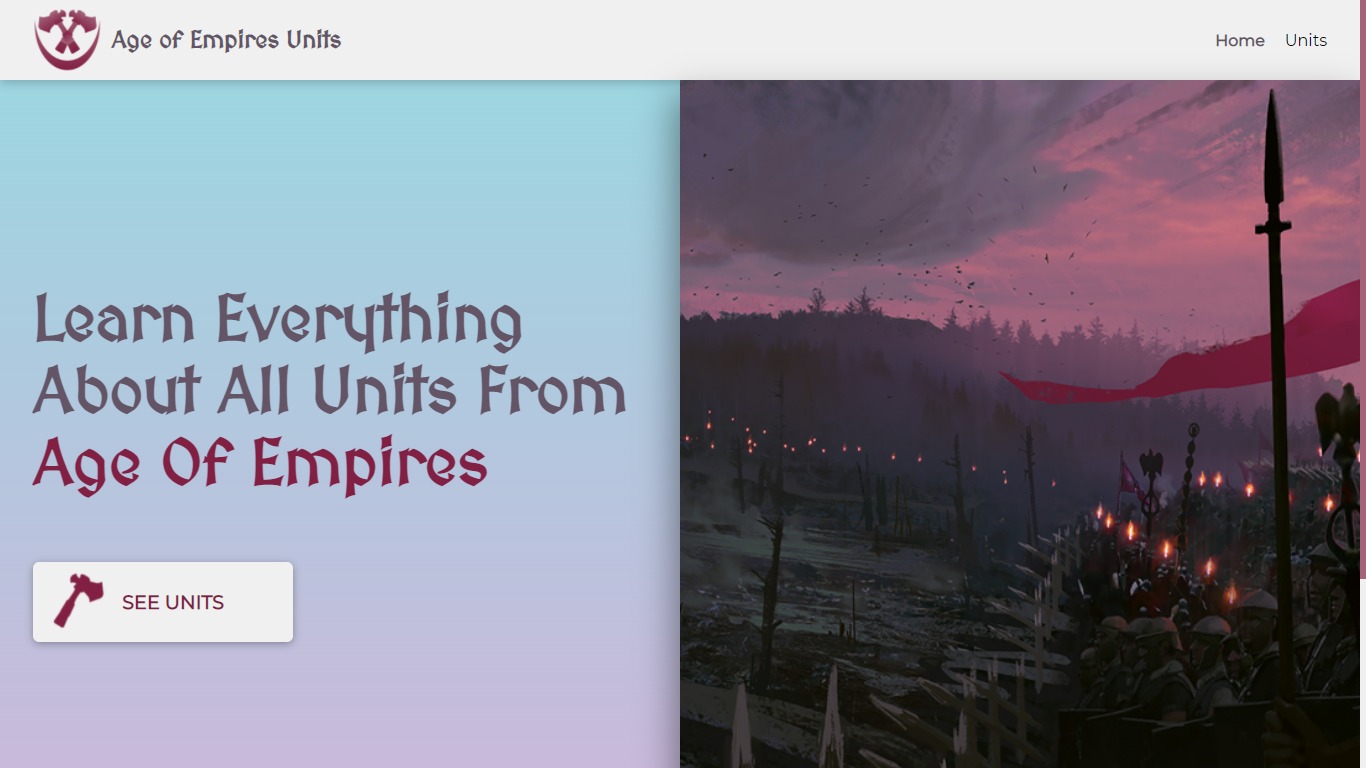 Age of Empires Units
Home
Units
Learn Everything
About All Units From
Age Of Empires
SEE UNITS